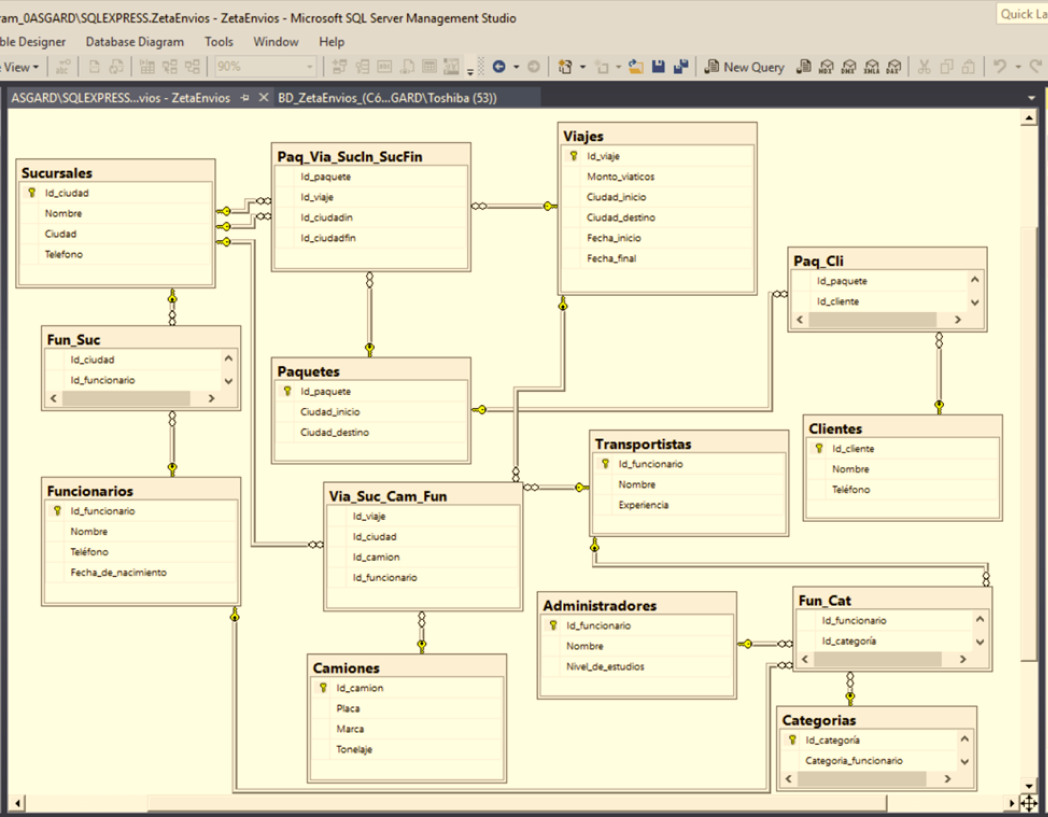 ram_0ASGARD\SQLEXPRESS.ZetaEnvios - ZetaEnvios - Microsoft SQL Server Management Studio
Quick La
ble Designer Database Diagram Tools Window Help
View 90% New Query MDX DMX XMLA DAX
ASGARD\SQLEXPRESS...vios - ZetaEnvios BD_ZetaEnvios_(Có...GARD\Toshiba (53))
Sucursales
Id_ciudad
Nombre
Ciudad
Telefono
Paq_Via_SucIn_SucFin
Id_paquete
Id_viaje
Id_ciudadin
Id_ciudadfin
Viajes
Id_viaje
Monto_viaticos
Ciudad_inicio
Ciudad_destino
Fecha_inicio
Fecha_final
Paq_Cli
Id_paquete
Id_cliente
Fun_Suc
Id_ciudad
Id_funcionario
Paquetes
Id_paquete
Ciudad_inicio
Ciudad_destino
Clientes
Id_cliente
Nombre
Teléfono
Transportistas
Id_funcionario
Nombre
Experiencia
Funcionarios
Id_funcionario
Nombre
Teléfono
Fecha_de_nacimiento
Via_Suc_Cam_Fun
Id_viaje
Id_ciudad
Id_camion
Id_funcionario
Administradores
Id_funcionario
Nombre
Nivel_de_estudios
Fun_Cat
Id_funcionario
Id_categoría
Camiones
Id_camion
Placa
Marca
Tonelaje
Categorias
Id_categoría
Categoria_funcionario